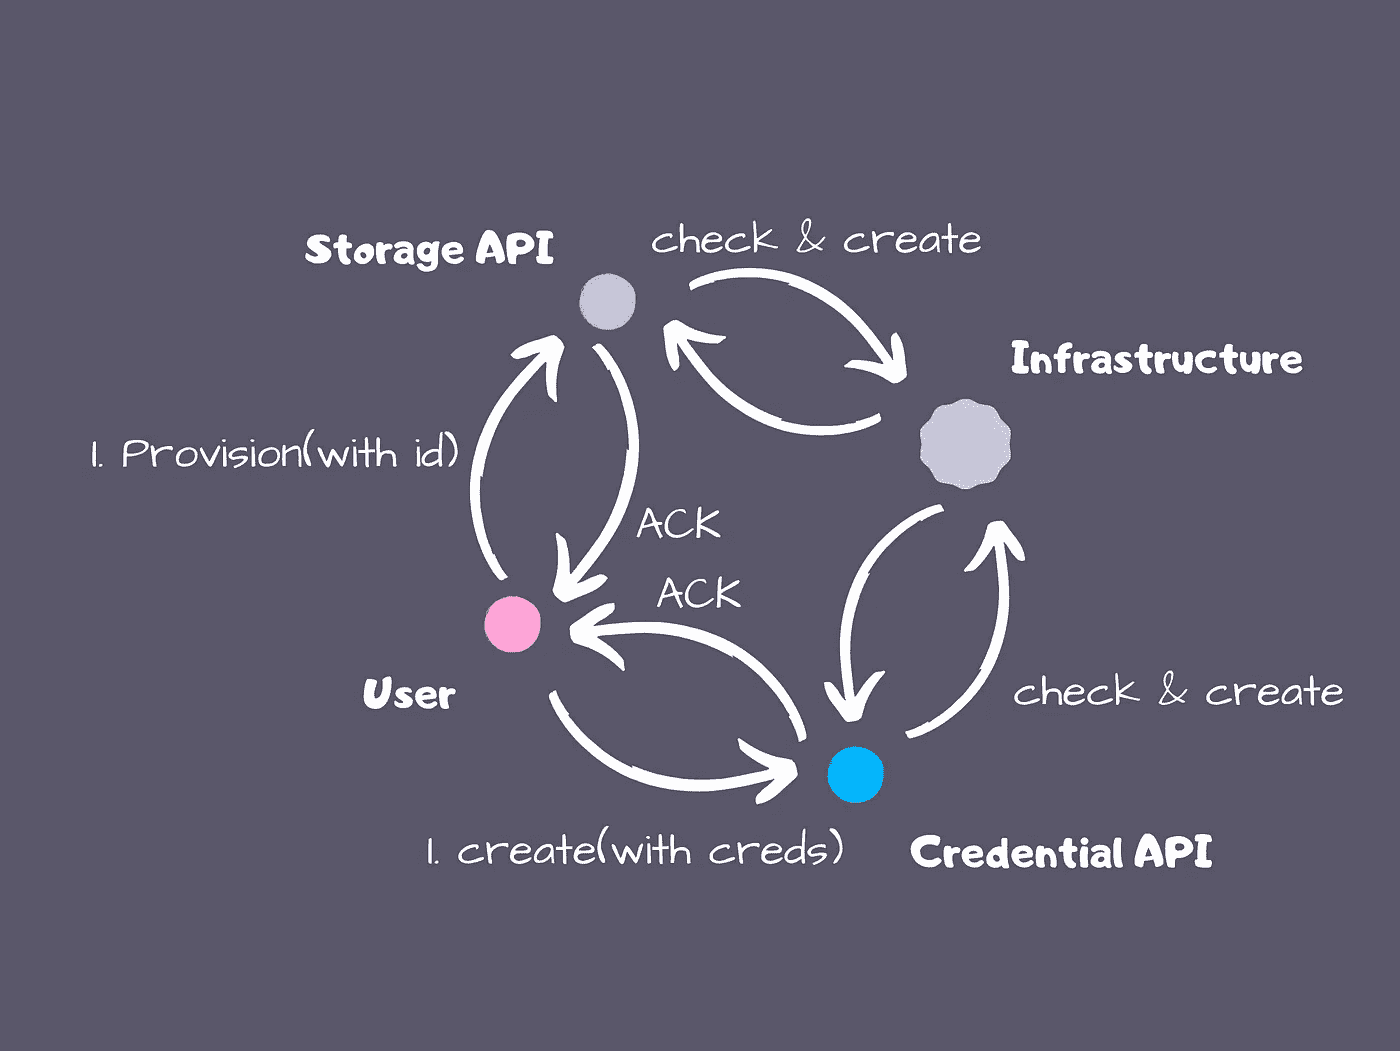 Storage API
check & create
Infrastructure
1. Provision(with id)
ACK
ACK
User
check & create
1. create(with creds)
Credential API